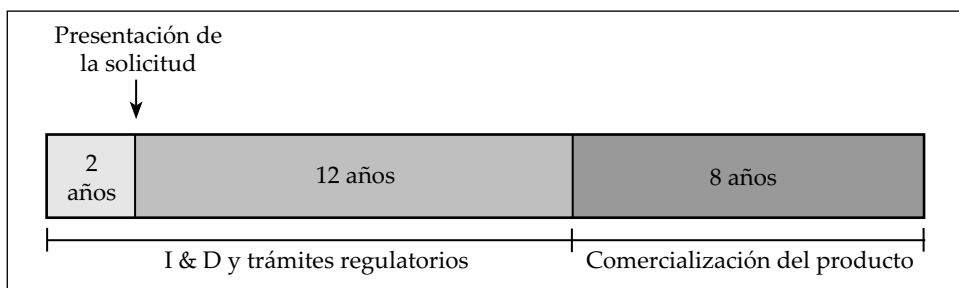 Presentación de
la solicitud
2
años
12 años
8 años
I & D y trámites regulatorios
Comercialización del producto